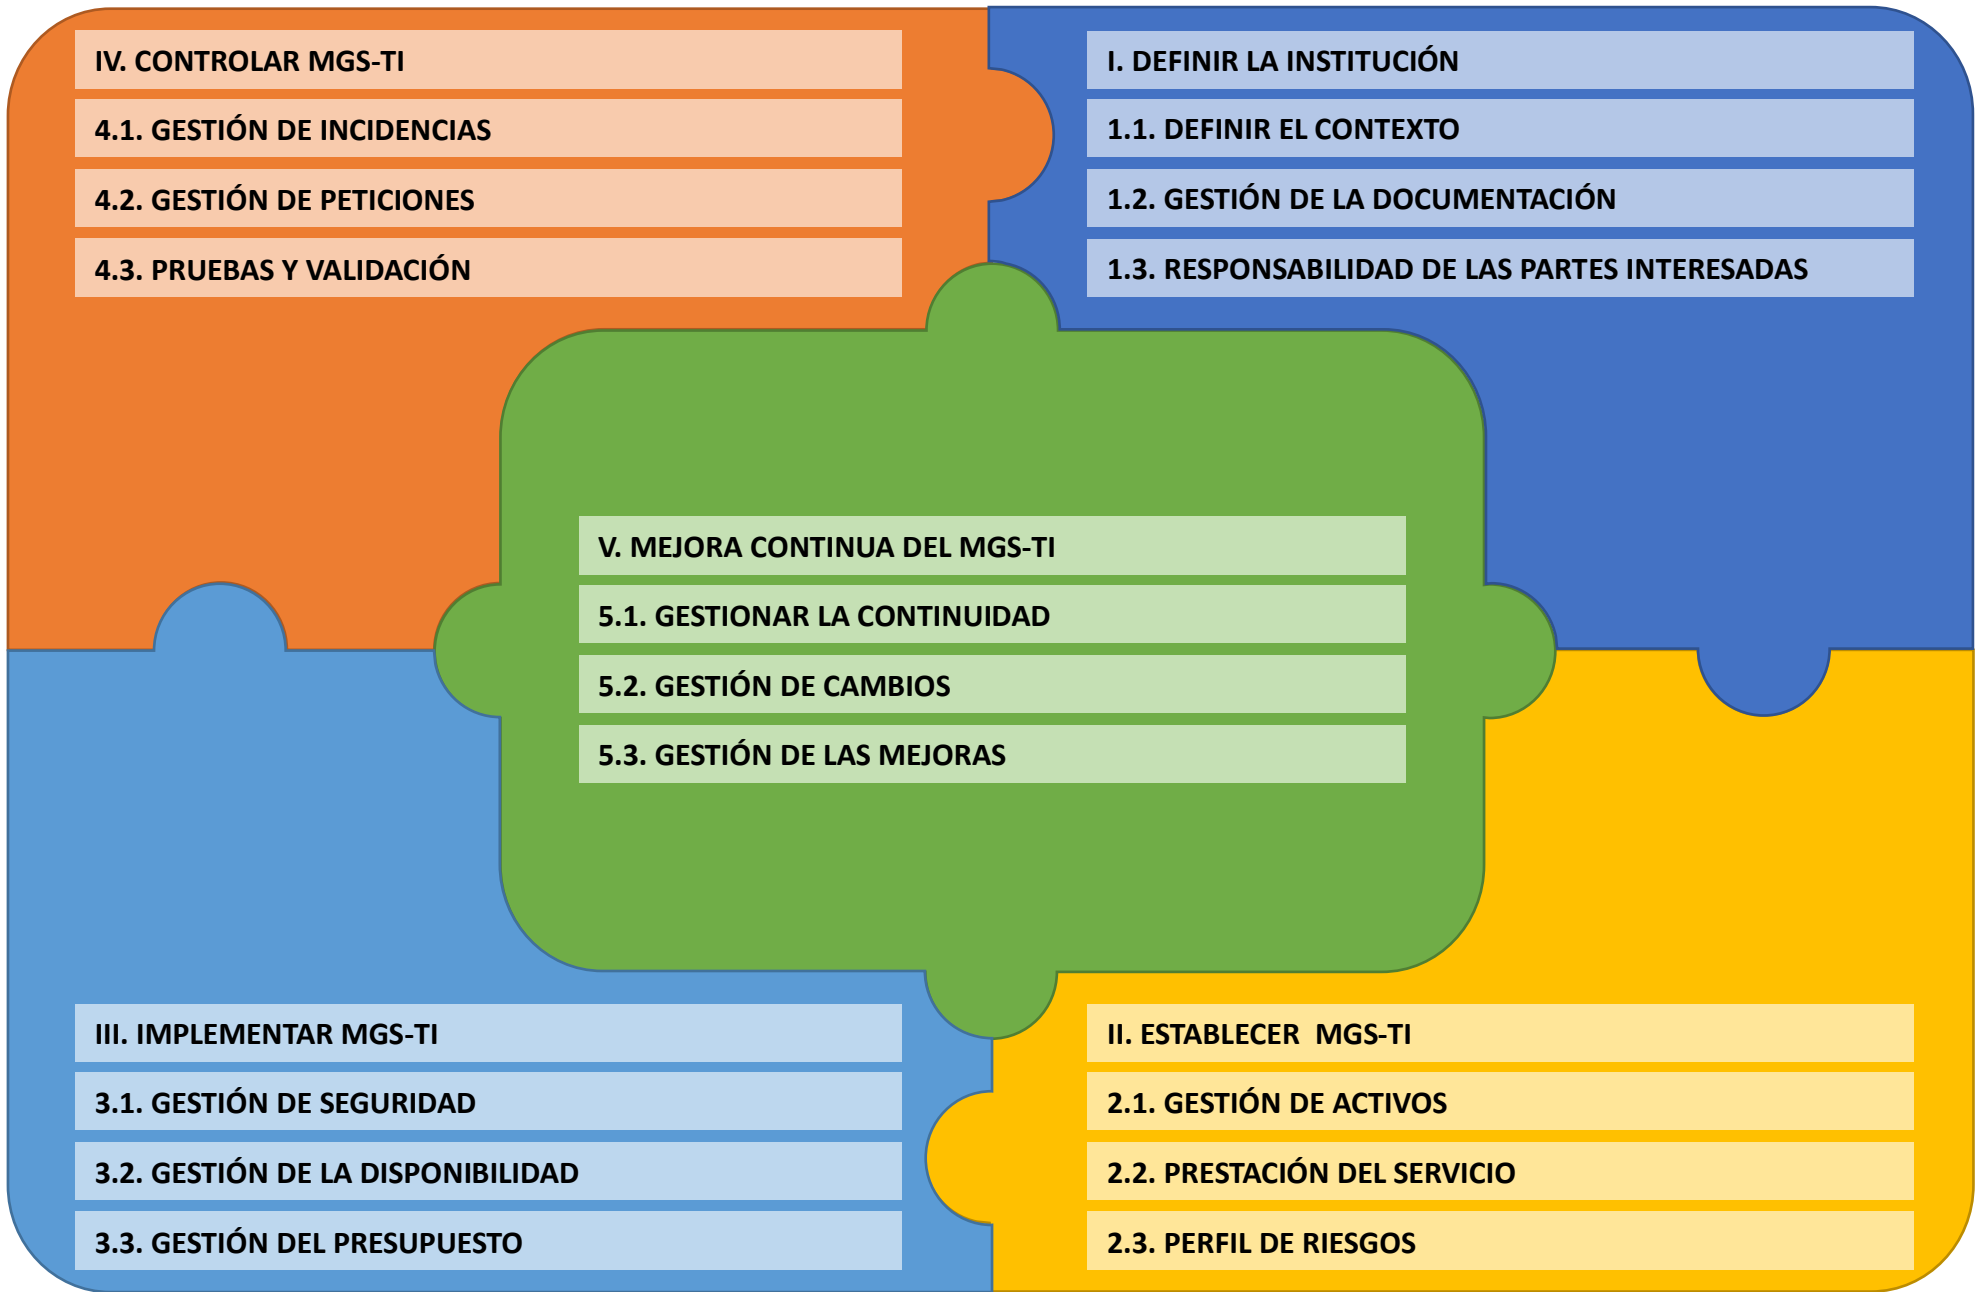 IV. CONTROLAR MGS-TI
4.1. GESTIÓN DE INCIDENCIAS
4.2. GESTIÓN DE PETICIONES
4.3. PRUEBAS Y VALIDACIÓN
I. DEFINIR LA INSTITUCIÓN
1.1. DEFINIR EL CONTEXTO
1.2. GESTIÓN DE LA DOCUMENTACIÓN
1.3. RESPONSABILIDAD DE LAS PARTES INTERESADAS
V. MEJORA CONTINUA DEL MGS-TI
5.1. GESTIONAR LA CONTINUIDAD
5.2. GESTIÓN DE CAMBIOS
5.3. GESTIÓN DE LAS MEJORAS
III. IMPLEMENTAR MGS-TI
3.1. GESTIÓN DE SEGURIDAD
3.2. GESTIÓN DE LA DISPONIBILIDAD
3.3. GESTIÓN DEL PRESUPUESTO
II. ESTABLECER  MGS-TI
2.1. GESTIÓN DE ACTIVOS
2.2. PRESTACIÓN DEL SERVICIO
2.3. PERFIL DE RIESGOS